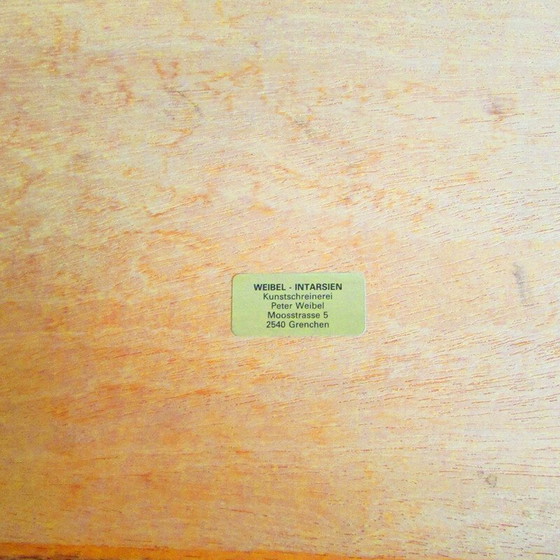 WEIBEL · INTARSIEN
Kunstschreinerei
Peter Weibel
Moosstrasse 5
2540 Grenchen